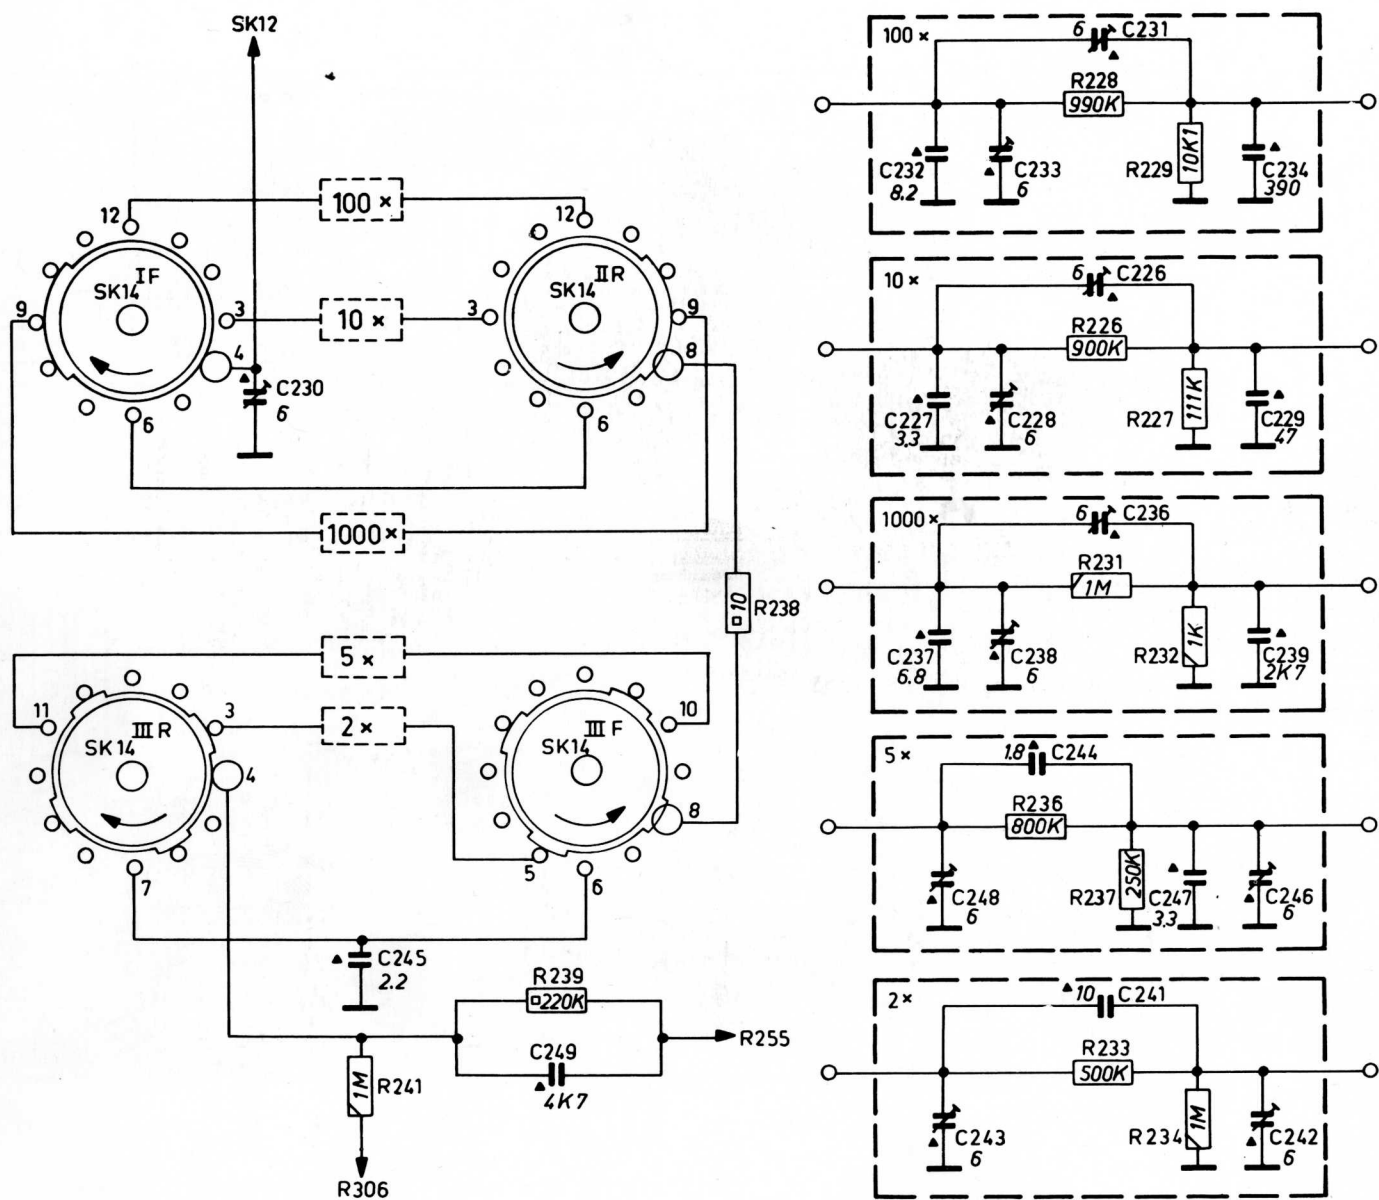 SK12
100 ×
12
12
I F
SK14
II R
SK14
9
3
10 ×
3
9
4
8
C230
6
6
6
1000 ×
10
R238
5 ×
11
3
2 ×
10
III R
SK14
III F
SK14
4
8
7
5
6
C245
2.2
R239
220K
R255
C249
4K7
1M
R241
R306
100 ×
6
C231
R228
990K
C232
8.2
C233
6
R229
10K1
C234
390
10 ×
6
C226
R226
900K
C227
3.3
C228
6
R227
111K
C229
47
1000 ×
6
C236
R231
1M
C237
6.8
C238
6
R232
1K
C239
2K7
5 ×
1.8
C244
R236
800K
C248
6
R237
250K
C247
3.3
C246
6
2 ×
10
C241
R233
500K
C243
6
R234
1M
C242
6